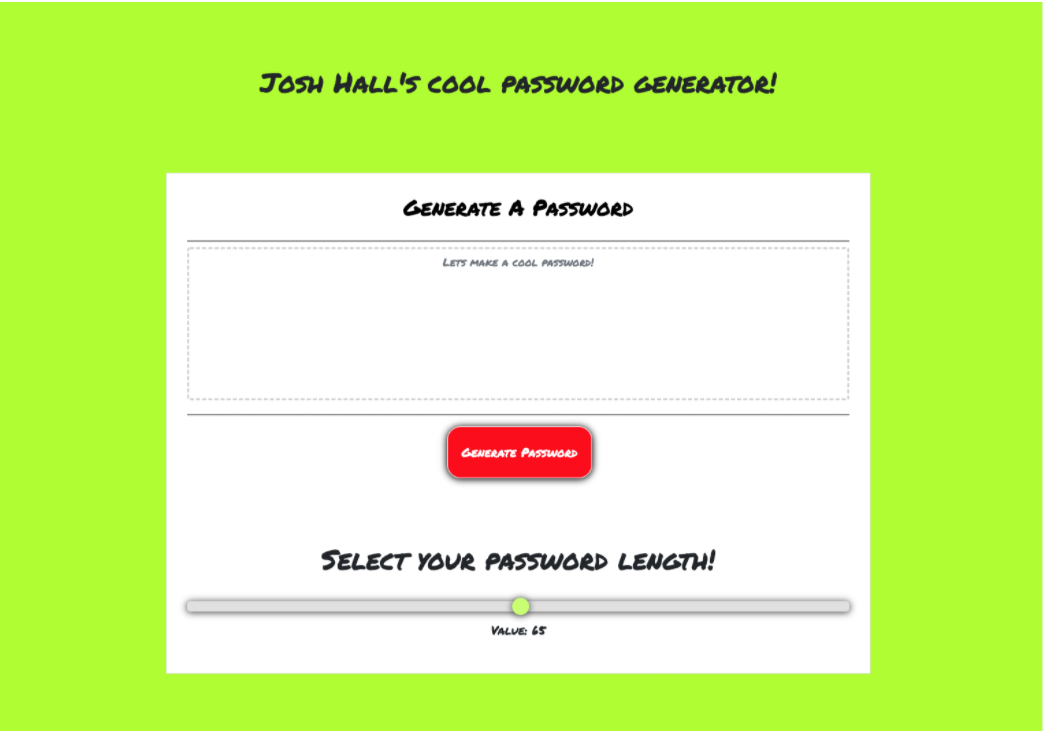 Josh Hall's cool password generator!
Generate A Password
Lets make a cool password!
Generate Password
Select your password length!
Value: 65